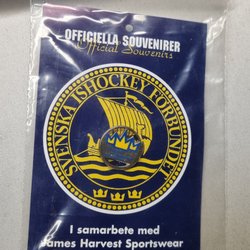 OFFICIELLA SOUVENIRER
Official Souvenirs
SVENSKA ISHOCKEY FÖRBUNDET
I samarbete med
James Harvest Sportswear